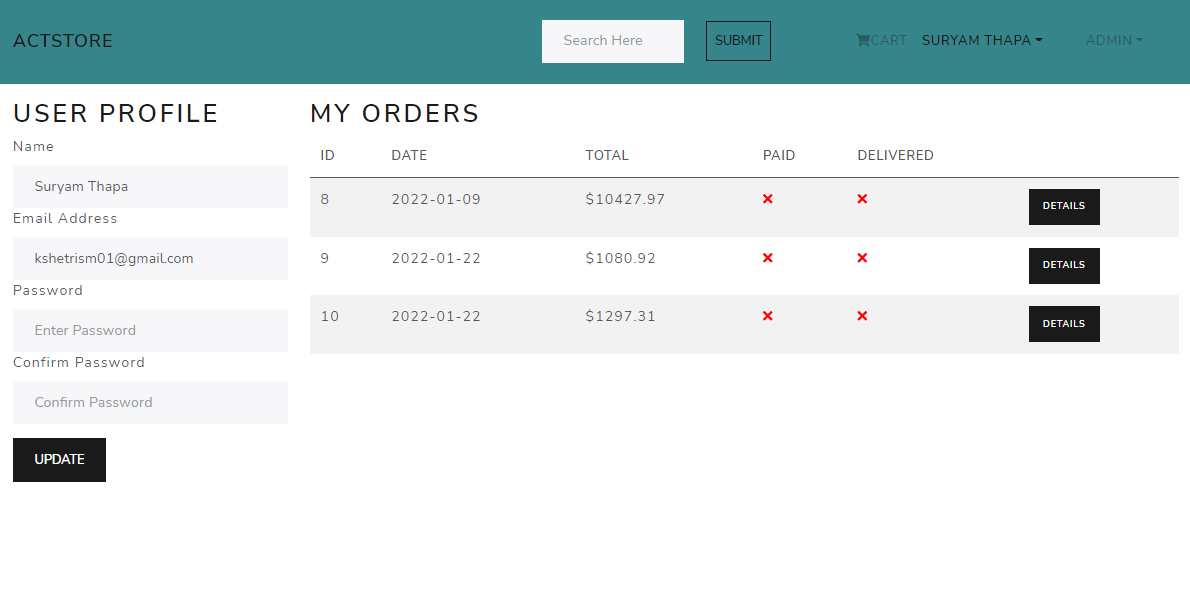 ACTSTORE
Search Here
SUBMIT
CART
SURYAM THAPA
ADMIN
USER PROFILE
Name
Suryam Thapa
Email Address
kshetrism01@gmail.com
Password
Enter Password
Confirm Password
Confirm Password
UPDATE
MY ORDERS
ID DATE TOTAL PAID DELIVERED
8 2022-01-09 $10427.97 DETAILS
9 2022-01-22 $1080.92 DETAILS
10 2022-01-22 $1297.31 DETAILS